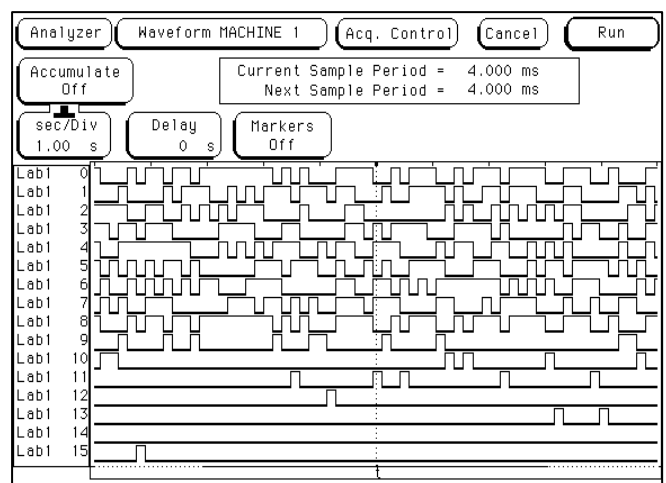 Analyzer Waveform MACHINE 1 Acq. Control Cancel Run
Accumulate
Off
Current Sample Period = 4.000 ms
Next Sample Period = 4.000 ms
sec/Div
1.00 s
Delay
0 s
Markers
Off
Lab1 0
Lab1 1
Lab1 2
Lab1 3
Lab1 4
Lab1 5
Lab1 6
Lab1 7
Lab1 8
Lab1 9
Lab1 10
Lab1 11
Lab1 12
Lab1 13
Lab1 14
Lab1 15
t